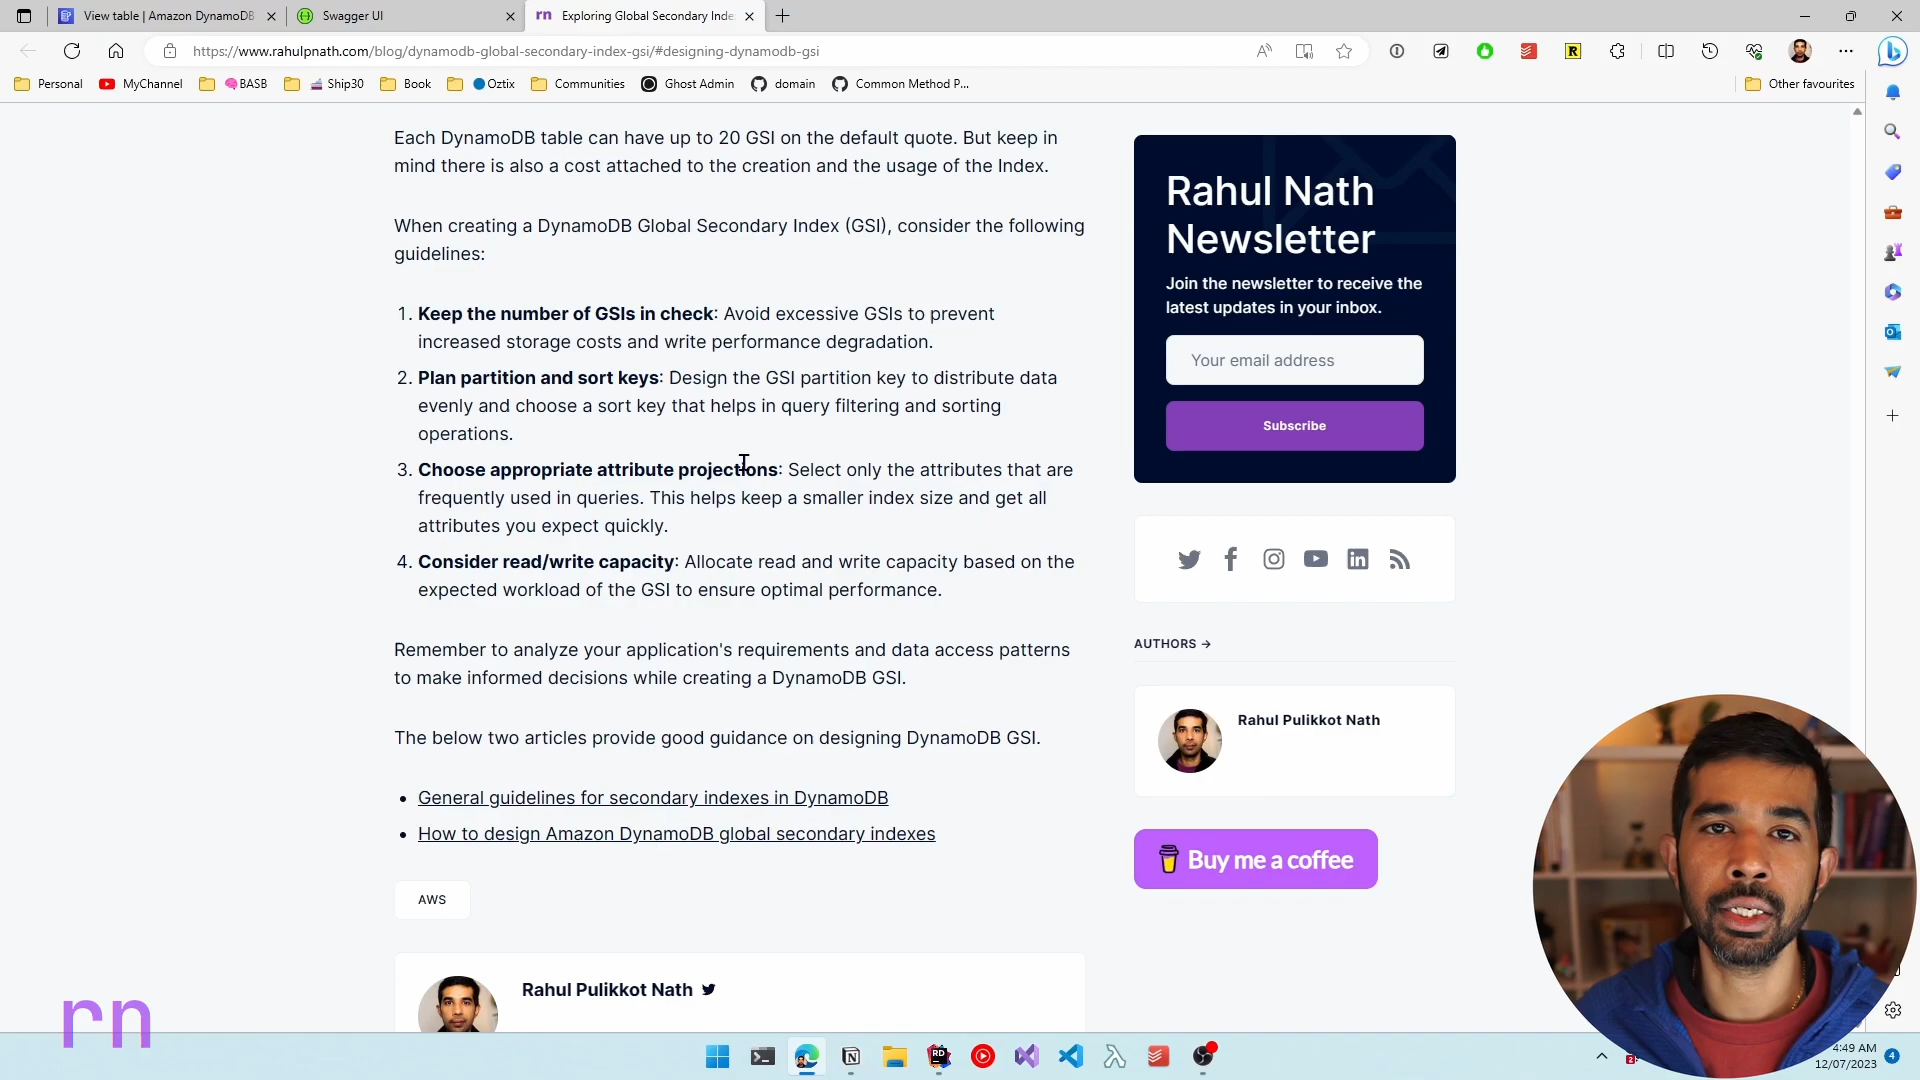 View table | Amazon DynamoDB
Swagger UI
rn
Exploring Global Secondary Inde
https://www.rahulpnath.com/blog/dynamodb-global-secondary-index-gsi/#designing-dynamodb-gsi
Personal
MyChannel
BASB
Ship30
Book
Oztix
Communities
Ghost Admin
domain
Common Method P...
Other favourites
Each DynamoDB table can have up to 20 GSI on the default quote. But keep in
mind there is also a cost attached to the creation and the usage of the Index.
When creating a DynamoDB Global Secondary Index (GSI), consider the following
guidelines:
1. Keep the number of GSIs in check: Avoid excessive GSIs to prevent
increased storage costs and write performance degradation.
2. Plan partition and sort keys: Design the GSI partition key to distribute data
evenly and choose a sort key that helps in query filtering and sorting
operations.
3. Choose appropriate attribute projections: Select only the attributes that are
frequently used in queries. This helps keep a smaller index size and get all
attributes you expect quickly.
4. Consider read/write capacity: Allocate read and write capacity based on the
expected workload of the GSI to ensure optimal performance.
Remember to analyze your application's requirements and data access patterns
to make informed decisions while creating a DynamoDB GSI.
The below two articles provide good guidance on designing DynamoDB GSI.
• General guidelines for secondary indexes in DynamoDB
• How to design Amazon DynamoDB global secondary indexes
AWS
Rahul Pulikkot Nath
Rahul Nath
Newsletter
Join the newsletter to receive the
latest updates in your inbox.
Your email address
Subscribe
AUTHORS →
Rahul Pulikkot Nath
Buy me a coffee
rn
RD
4:49 AM
12/07/2023
4